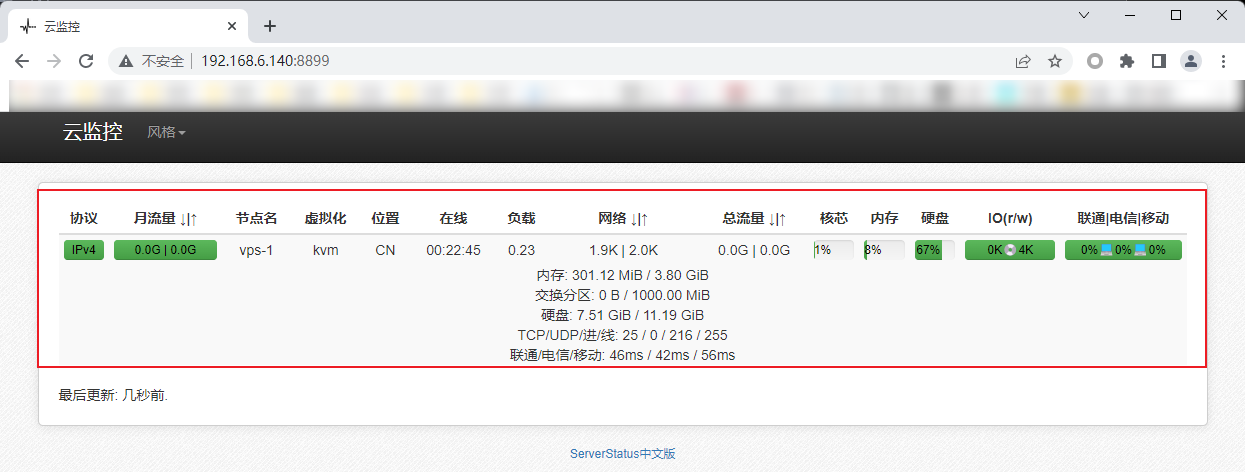 云监控
不安全 192.168.6.140:8899
云监控 风格
协议 月流量 ↓|↑ 节点名 虚拟化 位置 在线 负载 网络 ↓|↑ 总流量 ↓|↑ 核芯 内存 硬盘 IO(r/w) 联通|电信|移动
IPv4 0.0G | 0.0G vps-1 kvm CN 00:22:45 0.23 1.9K | 2.0K 0.0G | 0.0G 1% 8% 67% 0K💿4K 0%💻0%💻0%
内存: 301.12 MiB / 3.80 GiB
交换分区: 0 B / 1000.00 MiB
硬盘: 7.51 GiB / 11.19 GiB
TCP/UDP/进/线: 25 / 0 / 216 / 255
联通/电信/移动: 46ms / 42ms / 56ms
最后更新: 几秒前.
ServerStatus中文版